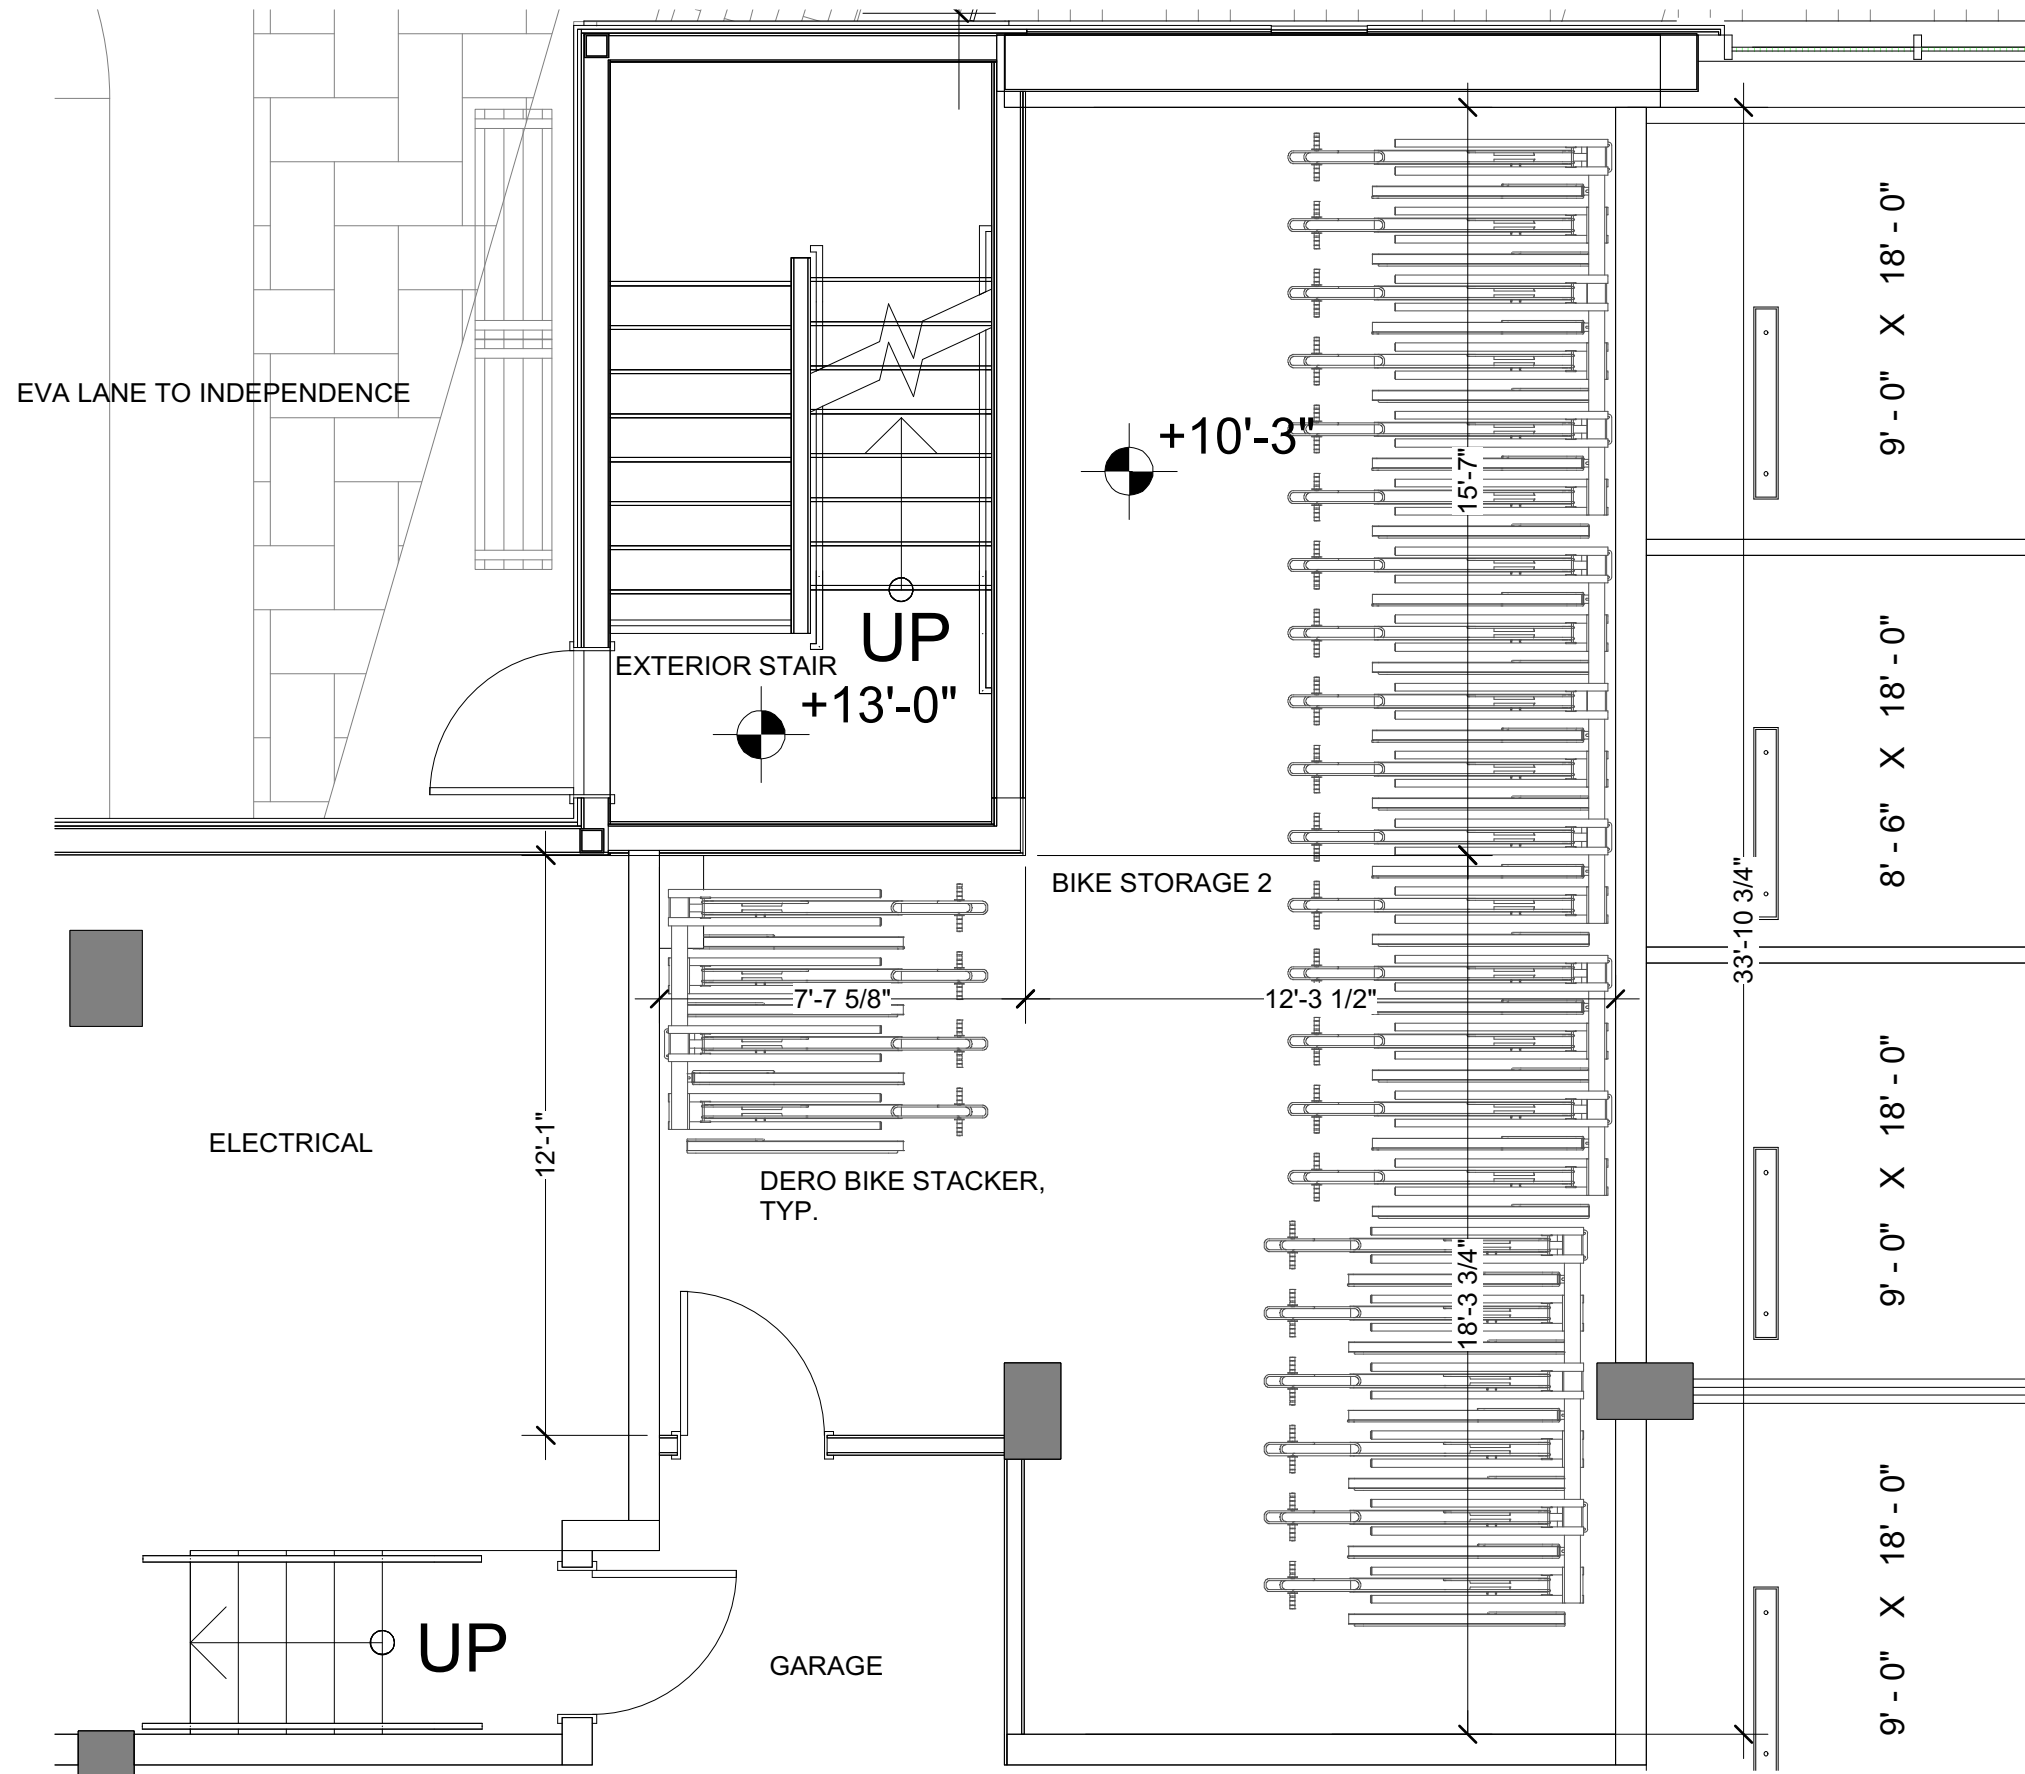 EVA LANE TO INDEPENDENCE
+10'-3"
15'-7"
9' - 0" X 18' - 0"
UP
EXTERIOR STAIR
+13'-0"
8' - 6" X 18' - 0"
BIKE STORAGE 2
33'-10 3/4"
7'-7 5/8"
12'-3 1/2"
ELECTRICAL
12'-1"
DERO BIKE STACKER,
TYP.
9' - 0" X 18' - 0"
18'-3 3/4"
UP
GARAGE
9' - 0" X 18' - 0"